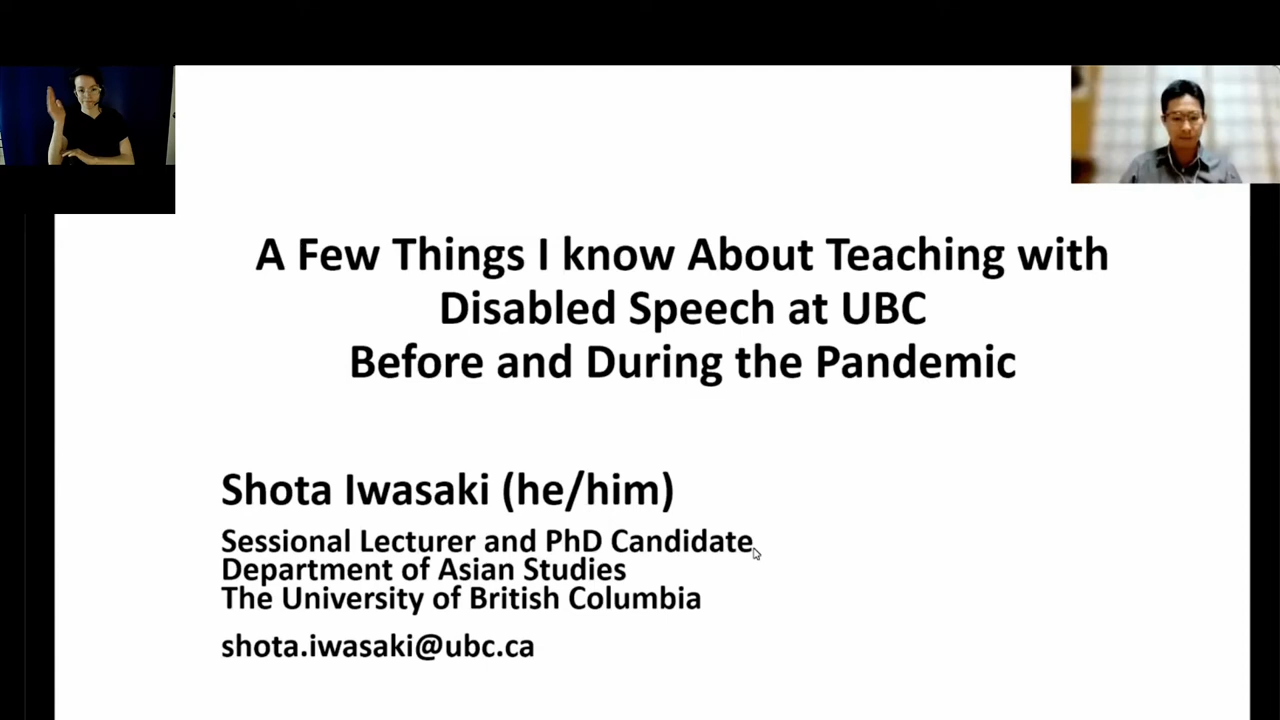 A Few Things I know About Teaching with
Disabled Speech at UBC
Before and During the Pandemic
Shota Iwasaki (he/him)
Sessional Lecturer and PhD Candidate
Department of Asian Studies
The University of British Columbia
shota.iwasaki@ubc.ca